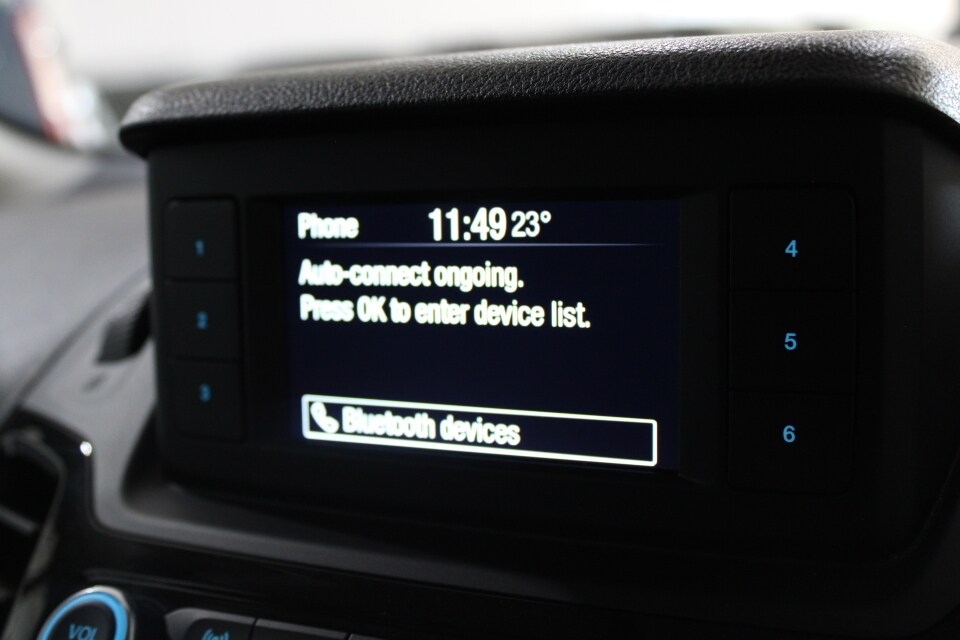 Phone 11:49 23°
Auto-connect ongoing.
Press OK to enter device list.
Bluetooth devices
1
2
3
4
5
6
VOL